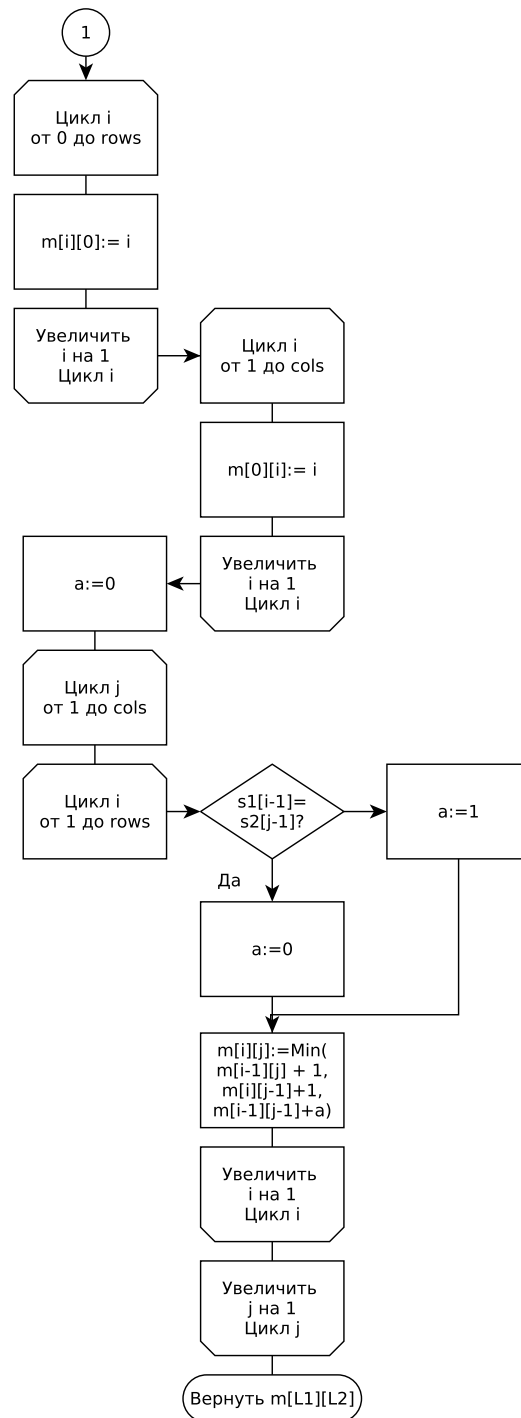 1
Цикл i
от 0 до rows
m[i][0]:= i
Увеличить
i на 1
Цикл i
Цикл i
от 1 до cols
m[0][i]:= i
Увеличить
i на 1
Цикл i
a:=0
Цикл j
от 1 до cols
Цикл i
от 1 до rows
s1[i-1]=
s2[j-1]?
a:=1
Да
a:=0
m[i][j]:=Min(
m[i-1][j] + 1,
m[i][j-1]+1,
m[i-1][j-1]+a)
Увеличить
i на 1
Цикл i
Увеличить
j на 1
Цикл j
Вернуть m[L1][L2]